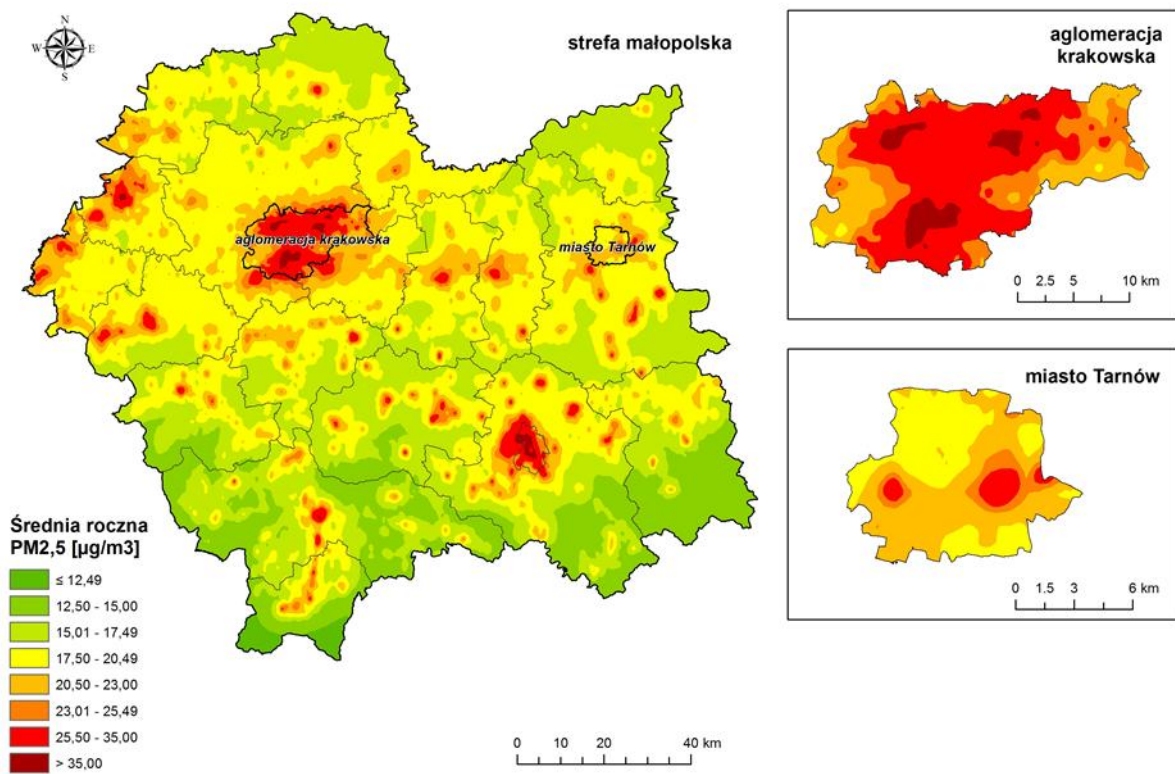 N
W E
S
strefa małopolska
aglomeracja krakowska
miasto Tarnów
Średnia roczna
PM2,5 [µg/m3]
≤ 12,49
12,50 - 15,00
15,01 - 17,49
17,50 - 20,49
20,50 - 23,00
23,01 - 25,49
25,50 - 35,00
> 35,00
0 10 20 40 km
aglomeracja
krakowska
0 2.5 5 10 km
miasto Tarnów
0 1.5 3 6 km